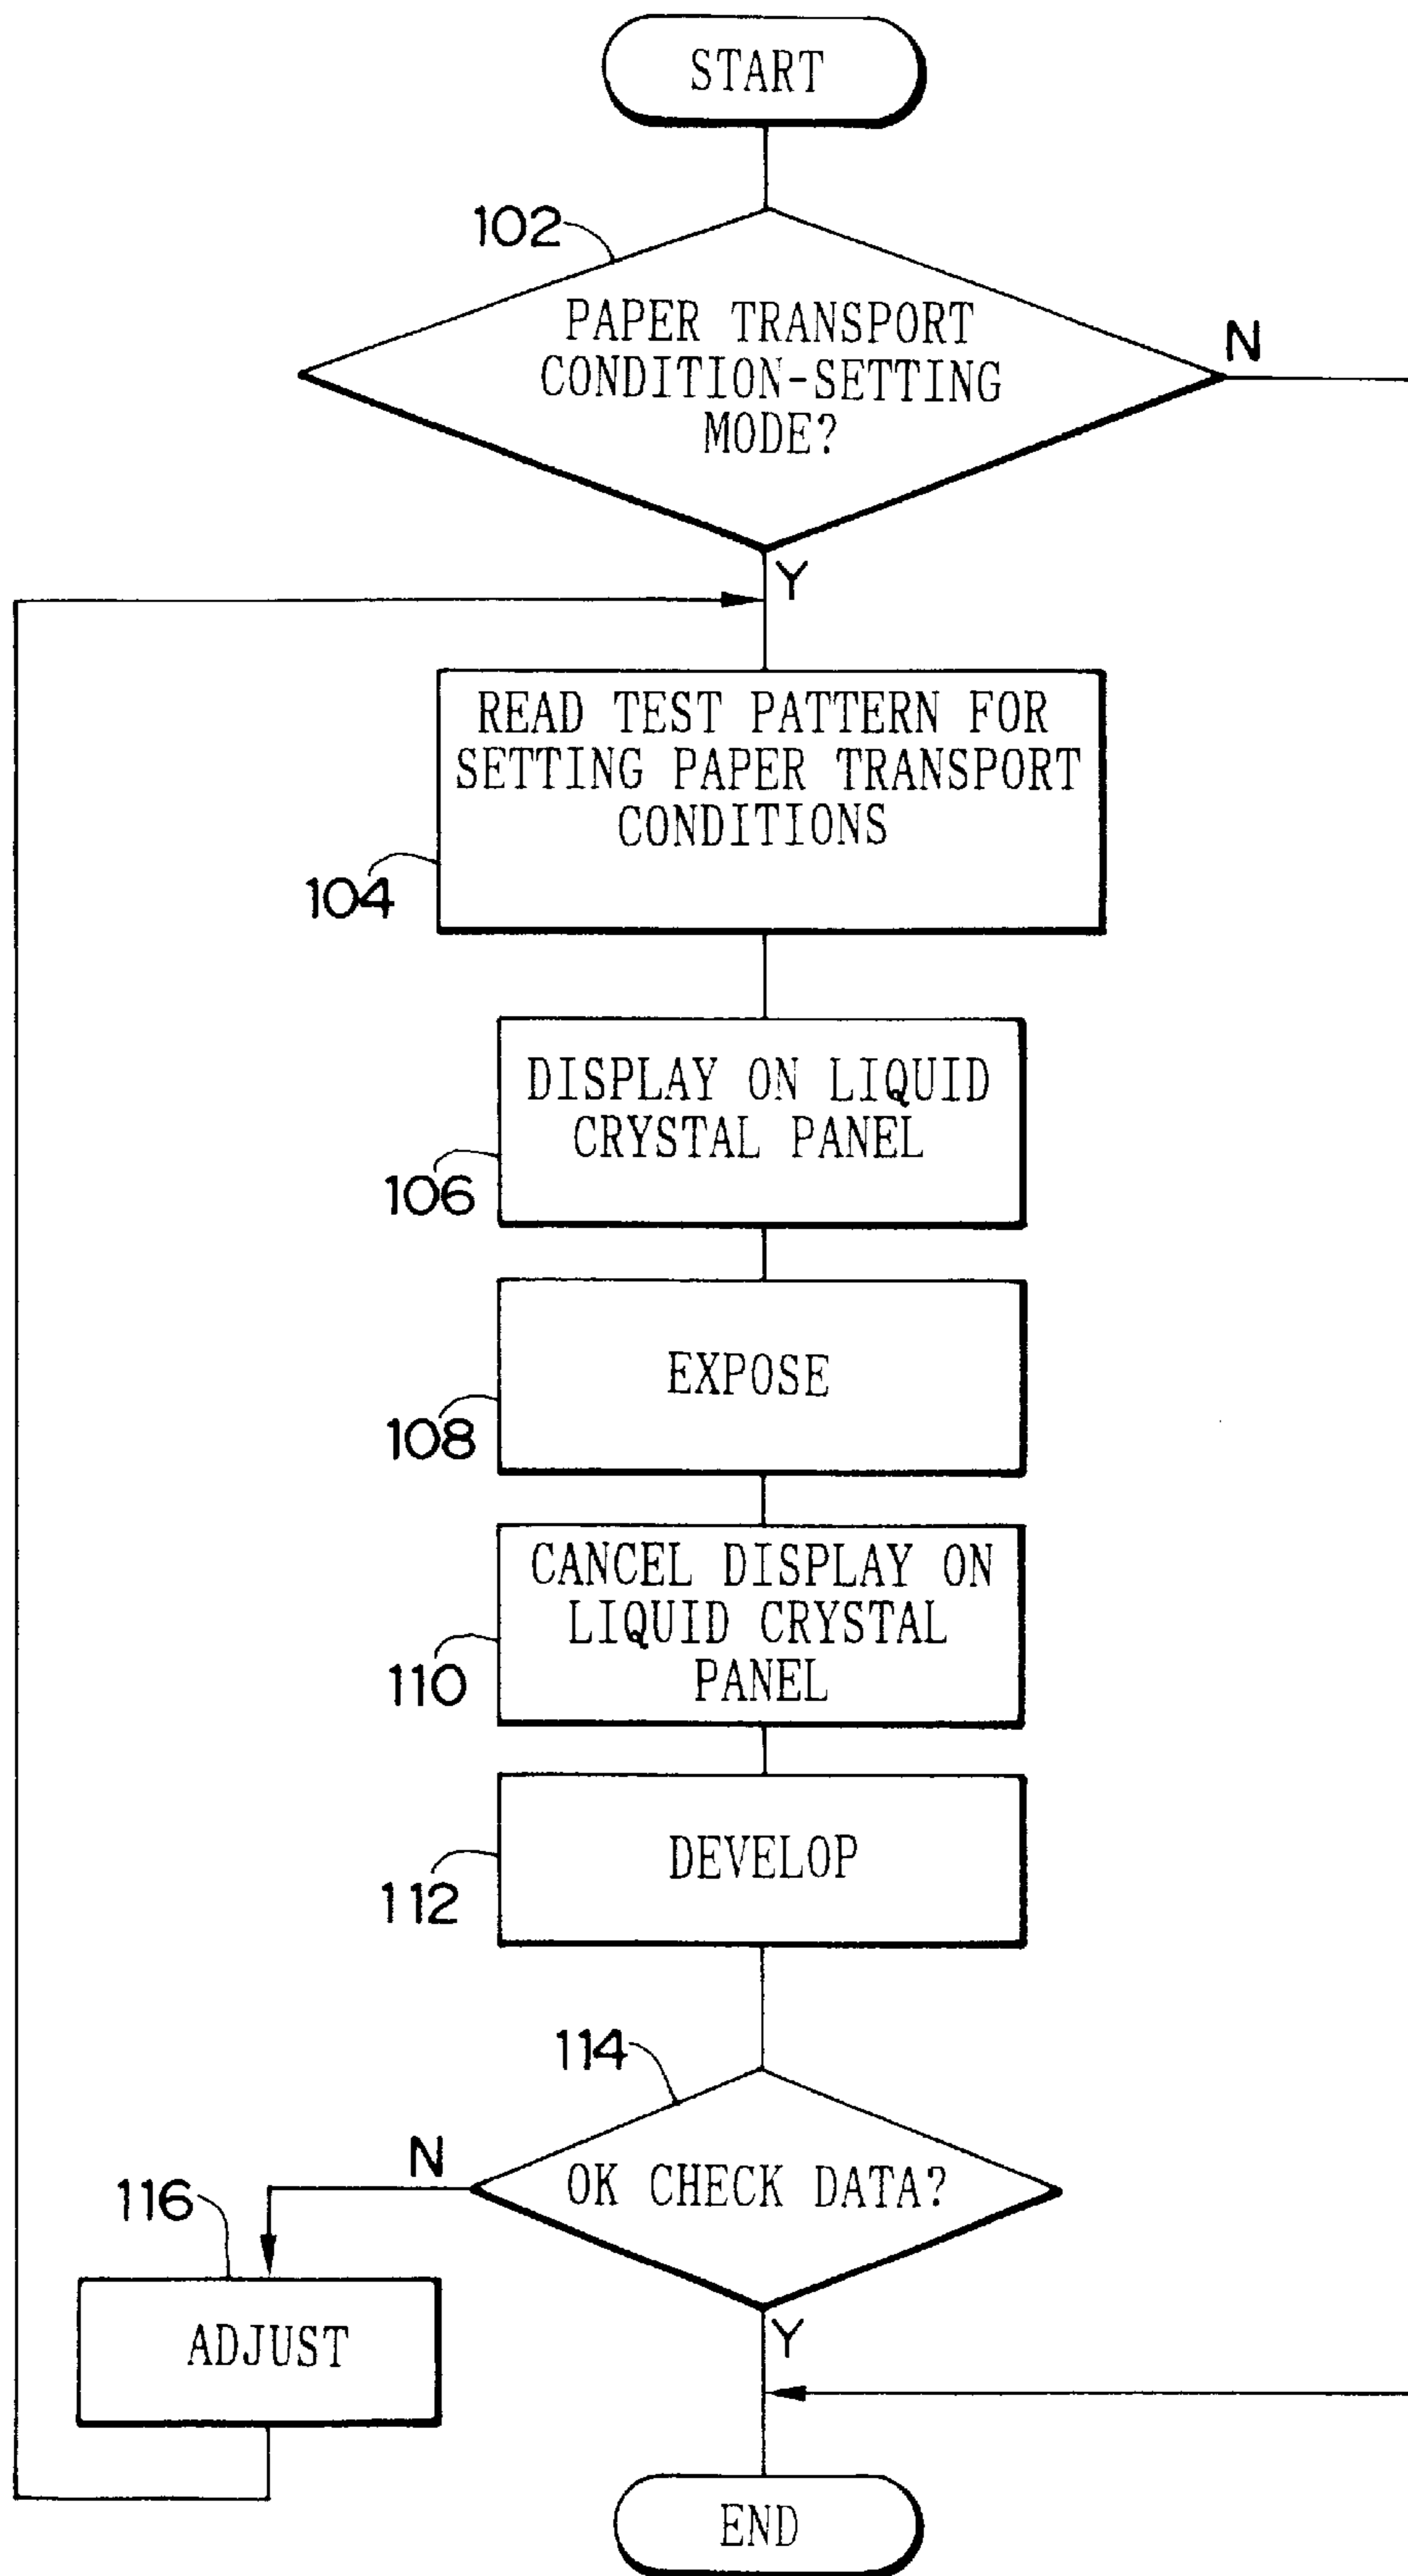 START
102
PAPER TRANSPORT
CONDITION-SETTING
MODE?
N
Y
READ TEST PATTERN FOR
SETTING PAPER TRANSPORT
CONDITIONS
104
DISPLAY ON LIQUID
CRYSTAL PANEL
106
EXPOSE
108
CANCEL DISPLAY ON
LIQUID CRYSTAL
PANEL
110
DEVELOP
112
114
OK CHECK DATA?
N
116
ADJUST
Y
END